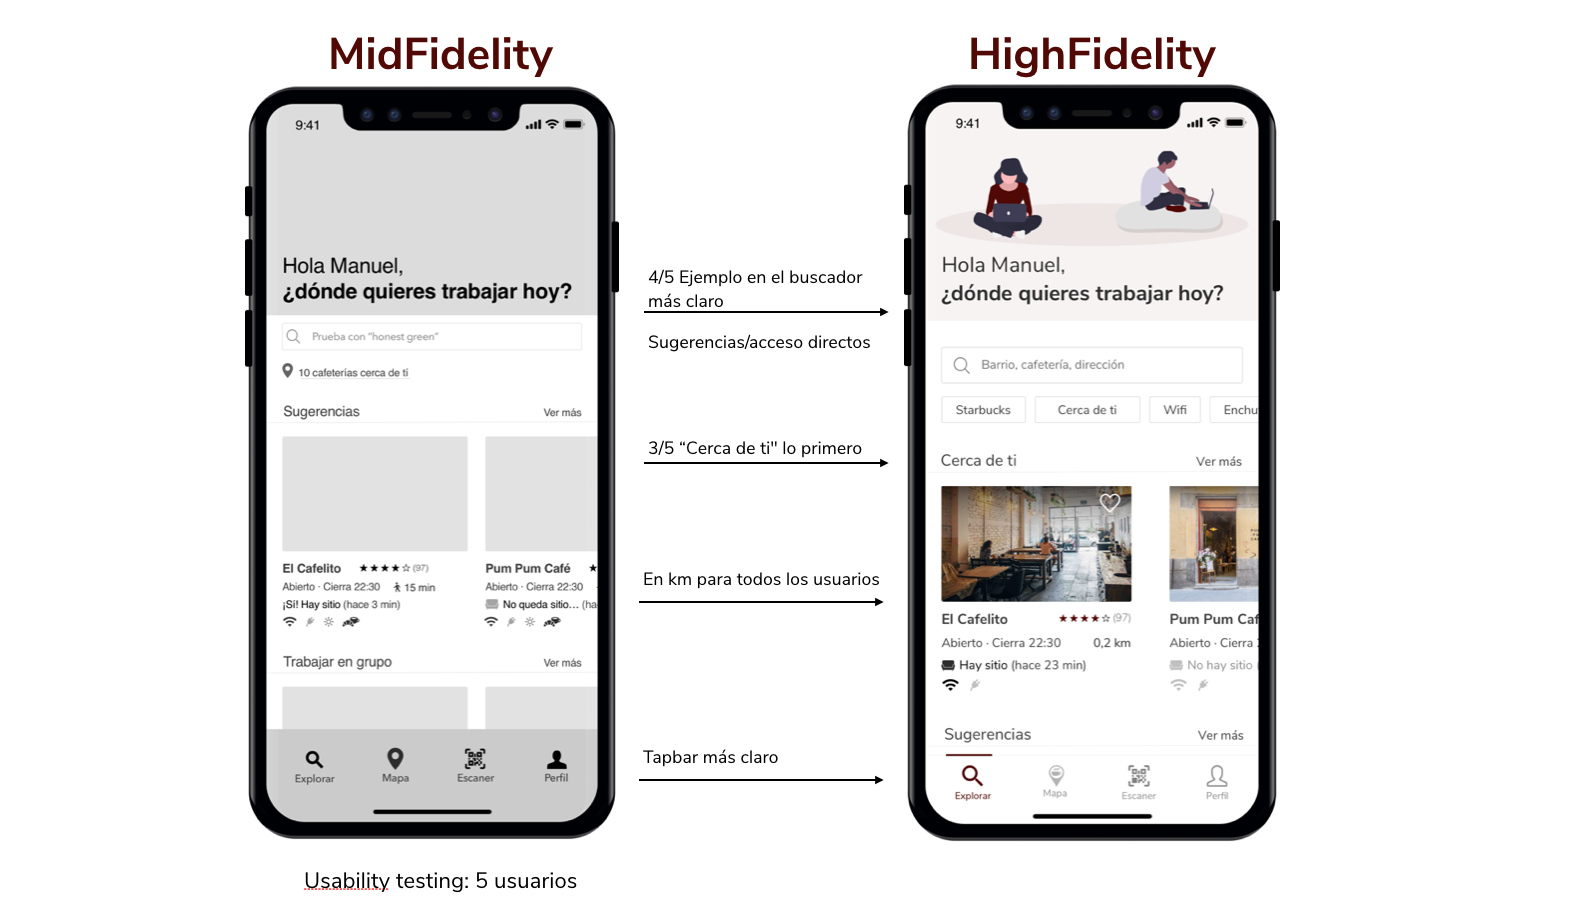 MidFidelity
HighFidelity
9:41
Hola Manuel,
¿dónde quieres trabajar hoy?
Prueba con "honest green"
10 cafeterías cerca de ti
Sugerencias
Ver más
El Cafelito
(97)
Abierto · Cierra 22:30
15 min
¡Sí! Hay sitio (hace 3 min)
Pum Pum Café
Abierto · Cierra 22:30
No queda sitio... (ha
Trabajar en grupo
Ver más
Explorar
Mapa
Escaner
Perfil
Usability testing: 5 usuarios
4/5 Ejemplo en el buscador
más claro
Sugerencias/acceso directos
3/5 “Cerca de ti" lo primero
En km para todos los usuarios
Tapbar más claro
9:41
Hola Manuel,
¿dónde quieres trabajar hoy?
Barrio, cafetería, dirección
Starbucks
Cerca de ti
Wifi
Enchu
Cerca de ti
Ver más
El Cafelito
(97)
Abierto · Cierra 22:30
0,2 km
Hay sitio (hace 23 min)
Pum Pum Caf
Abierto · Cierra
No hay sitio
Sugerencias
Ver más
Explorar
Mapa
Escaner
Perfil